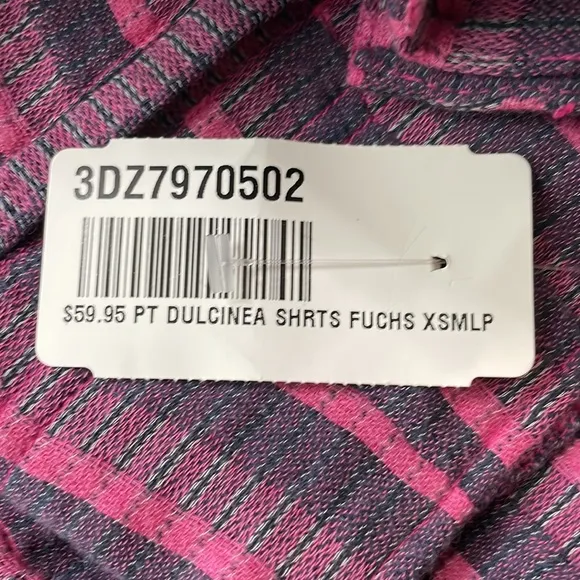 3DZ7970502
$59.95 PT DULCINEA SHRTS FUCHS XSMLP